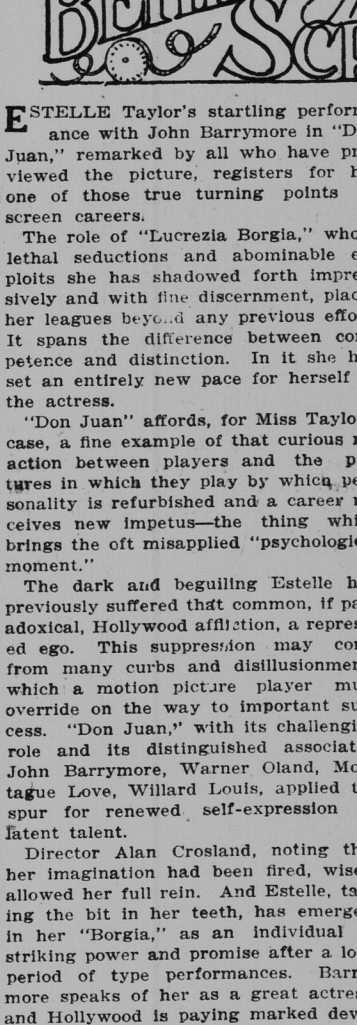 ESTELLE Taylor's startling perform
ance with John Barrymore in "D
Juan," remarked by all who have pr
viewed the picture, registers for h
one of those true turning points
screen careers.
The role of "Lucrezia Borgia," who
lethal seductions and abominable e
ploits she has shadowed forth impre
sively and with fine discernment, plac
her leagues beyond any previous effo
It spans the difference between com
petence and distinction. In it she h
set an entirely new pace for herself
the actress.
"Don Juan" affords, for Miss Taylo
case, a fine example of that curious r
action between players and the p
tures in which they play by which pe
sonality is refurbished and a career r
ceives new impetus—the thing whi
brings the oft misapplied "psychologic
moment."
The dark and beguiling Estelle h
previously suffered that common, if pa
adoxical, Hollywood affliction, a repres
ed ego. This suppression may com
from many curbs and disillusionmen
which a motion picture player mu
override on the way to important su
cess. "Don Juan," with its challengi
role and its distinguished associat
John Barrymore, Warner Oland, Mo
tague Love, Willard Louis, applied t
spur for renewed self-expression
latent talent.
Director Alan Crosland, noting th
her imagination had been fired, wise
allowed her full rein. And Estelle, ta
ing the bit in her teeth, has emerge
in her "Borgia," as an individual
striking power and promise after a lo
period of type performances. Barr
more speaks of her as a great actres
and Hollywood is paying marked dev